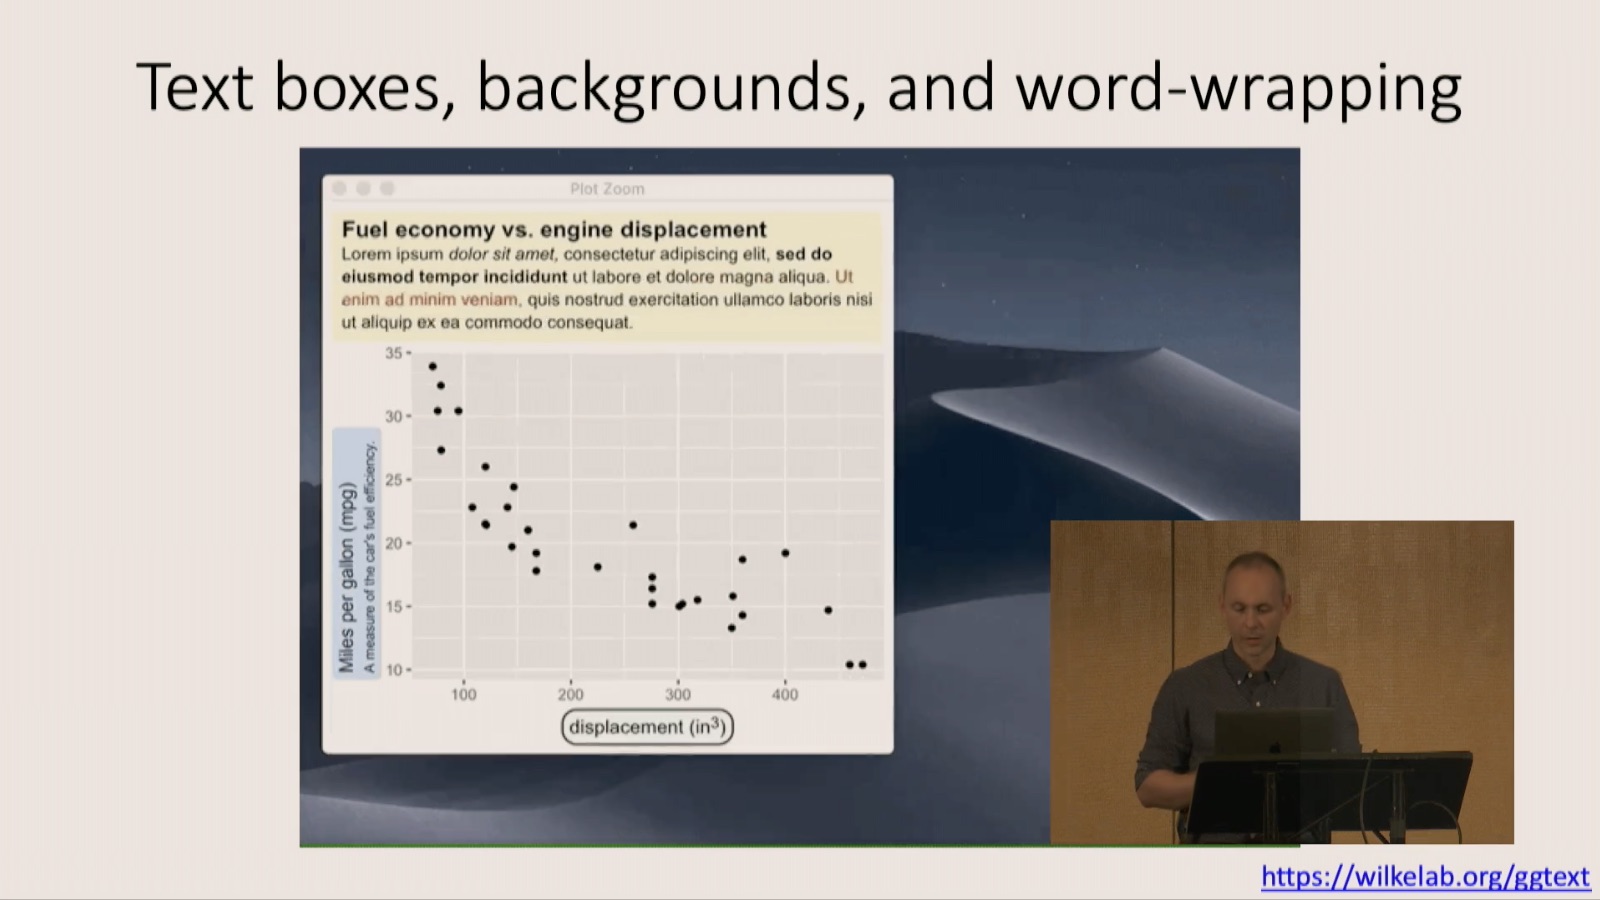 Text boxes, backgrounds, and word-wrapping
Plot Zoom
Fuel economy vs. engine displacement
Lorem ipsum dolor sit amet, consectetur adipiscing elit, sed do
eiusmod tempor incididunt ut labore et dolore magna aliqua. Ut
enim ad minim veniam, quis nostrud exercitation ullamco laboris nisi
ut aliquip ex ea commodo consequat.
Miles per gallon (mpg)
A measure of the car's fuel efficiency.
35
30
25
20
15
10
100 200 300 400
displacement (in³)
https://wilkelab.org/ggtext